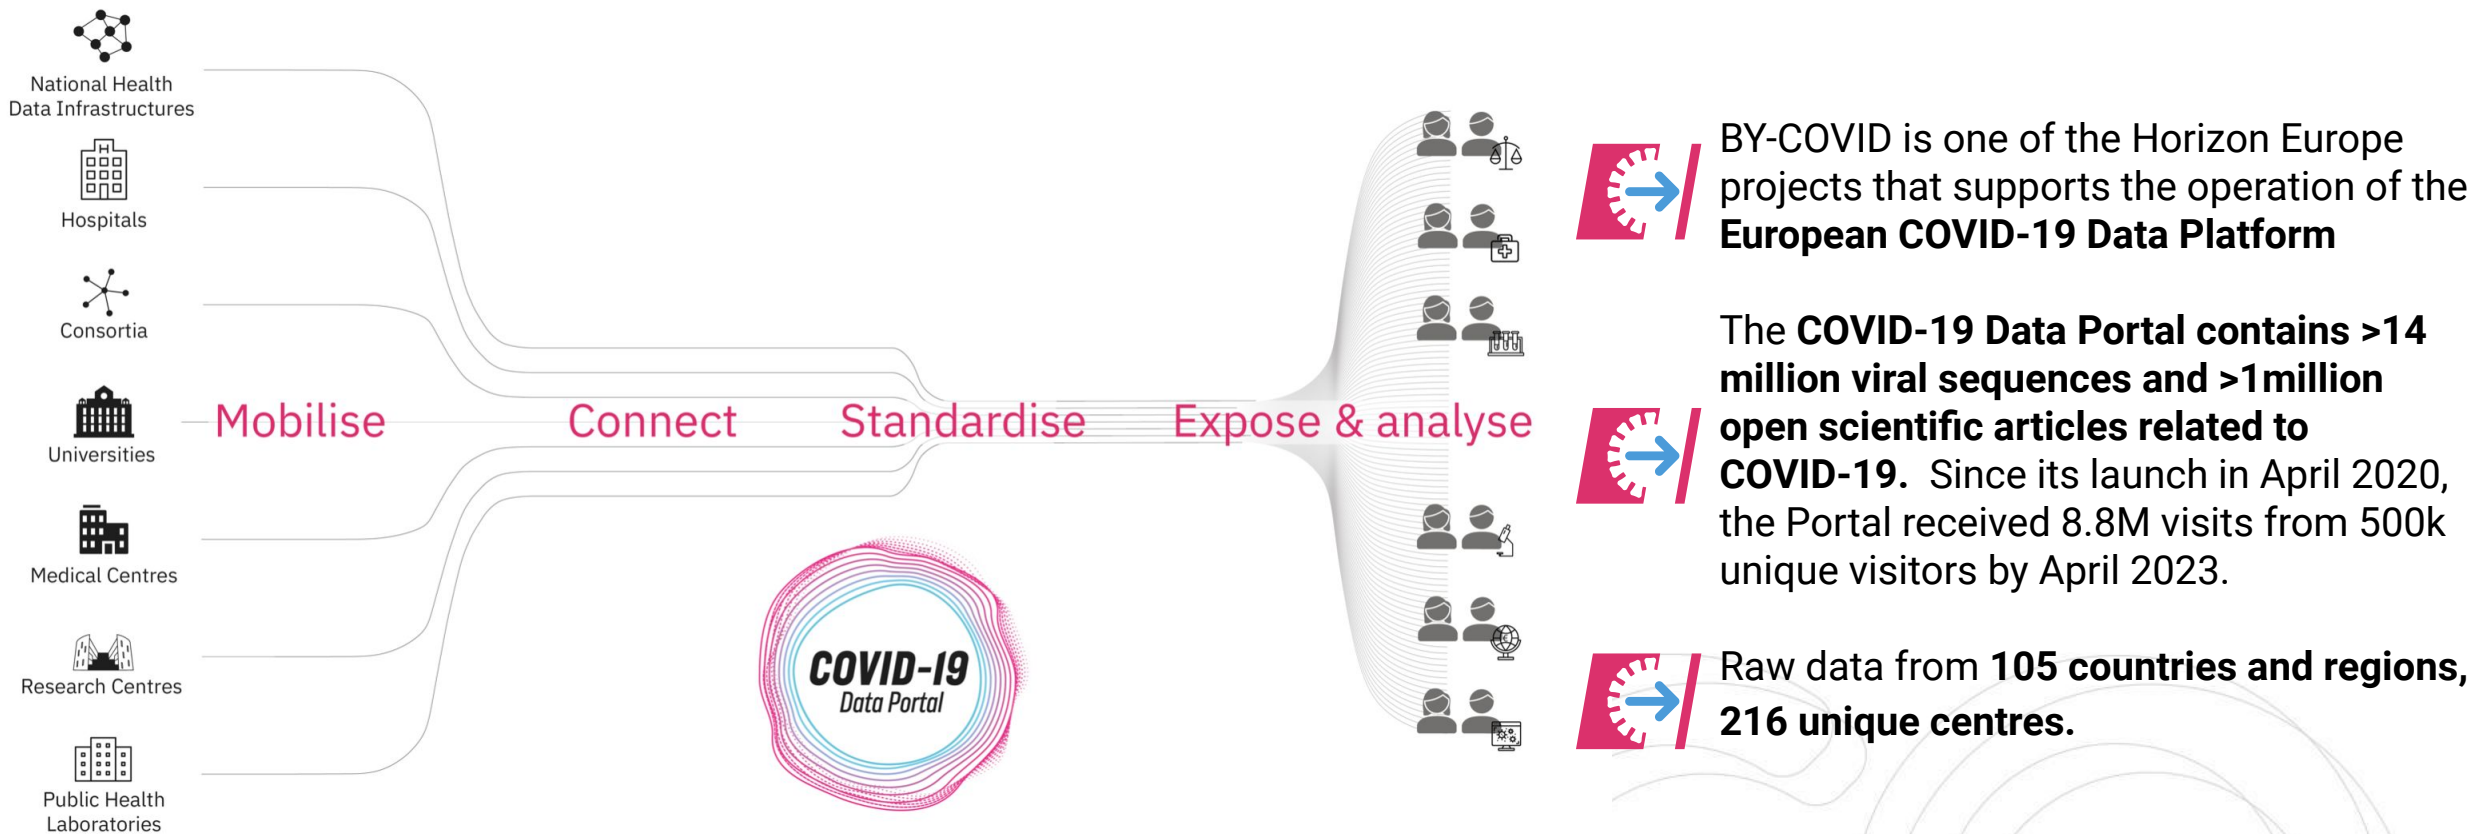 National Health
Data Infrastructures
Hospitals
Consortia
Universities
Medical Centres
Research Centres
Public Health
Laboratories
Mobilise
Connect
Standardise
Expose & analyse
COVID-19
Data Portal
BY-COVID is one of the Horizon Europe
projects that supports the operation of the
European COVID-19 Data Platform
The COVID-19 Data Portal contains >14
million viral sequences and >1million
open scientific articles related to
COVID-19.  Since its launch in April 2020,
the Portal received 8.8M visits from 500k
unique visitors by April 2023.
Raw data from 105 countries and regions,
216 unique centres.